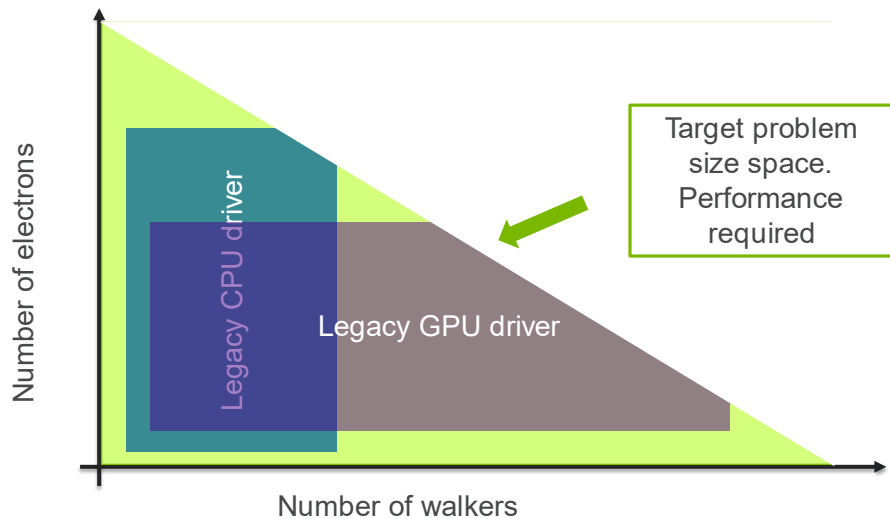 Number of electrons
Legacy CPU driver
Legacy GPU driver
Target problem
size space.
Performance
required
Number of walkers